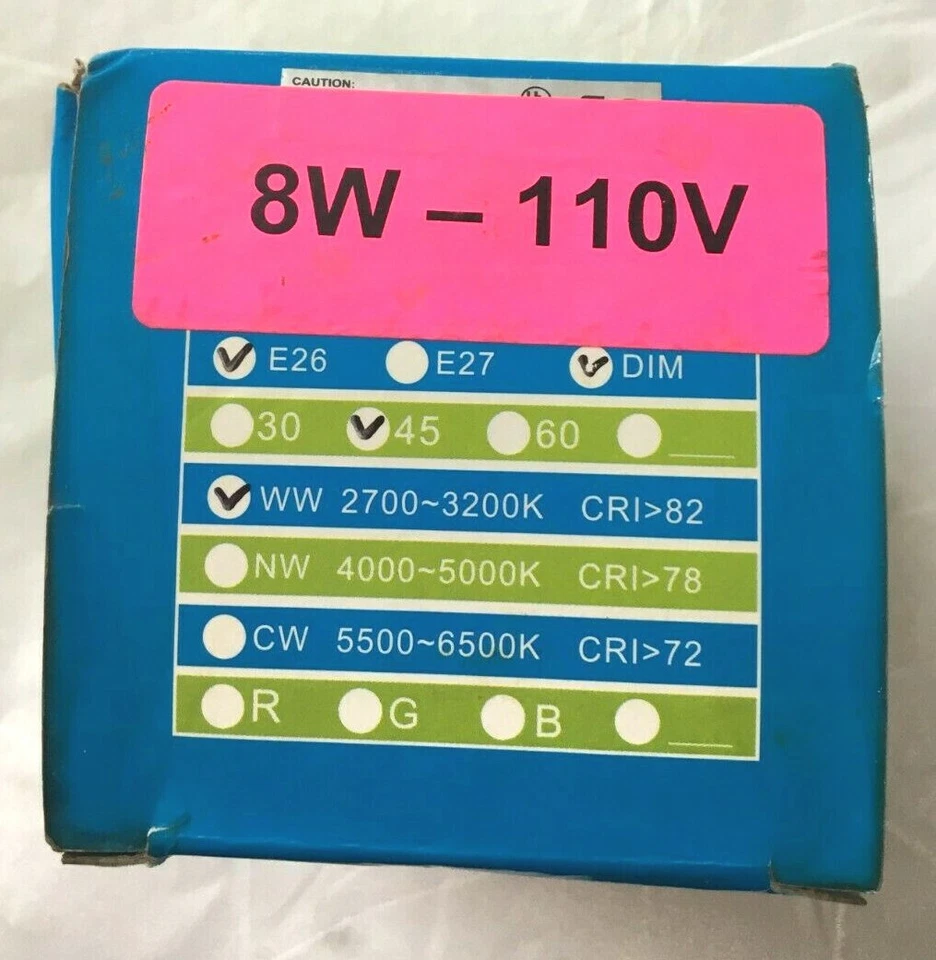 CAUTION:
8W – 110V
E26 E27 DIM
30 45 60
WW 2700~3200K CRI>82
NW 4000~5000K CRI>78
CW 5500~6500K CRI>72
R G B